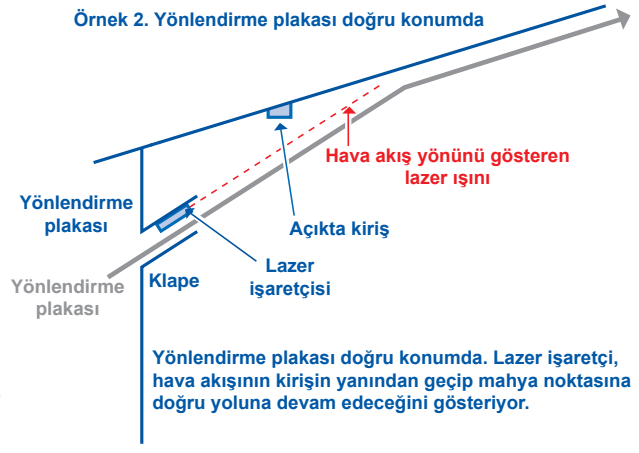 Örnek 2. Yönlendirme plakası doğru konumda
Hava akış yönünü gösteren
lazer ışını
Yönlendirme
plakası
Açıkta kiriş
Lazer
işaretçisi
Klape
Yönlendirme
plakası
Yönlendirme plakası doğru konumda. Lazer işaretçi,
hava akışının kirişin yanından geçip mahya noktasına
doğru yoluna devam edeceğini gösteriyor.